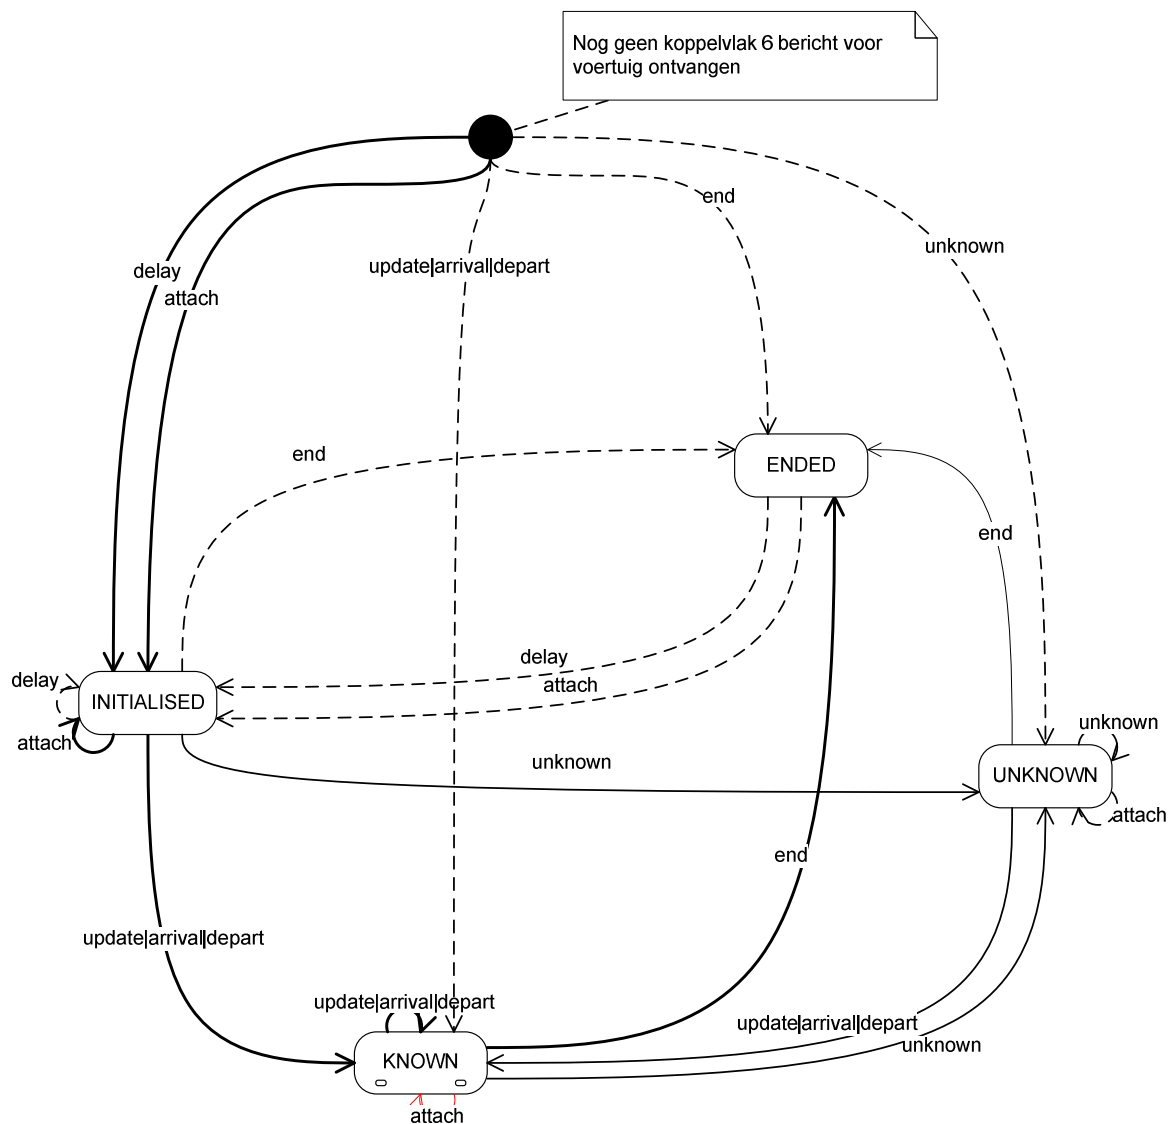 Nog geen koppelvlak 6 bericht voor
voertuig ontvangen
end
unknown
update|arrival|depart
delay
attach
end
ENDED
end
delay
attach
delay
INITIALISED
attach
unknown
unknown
UNKNOWN
attach
end
update|arrival|depart
update|arrival|depart
update|arrival|depart
unknown
KNOWN
attach